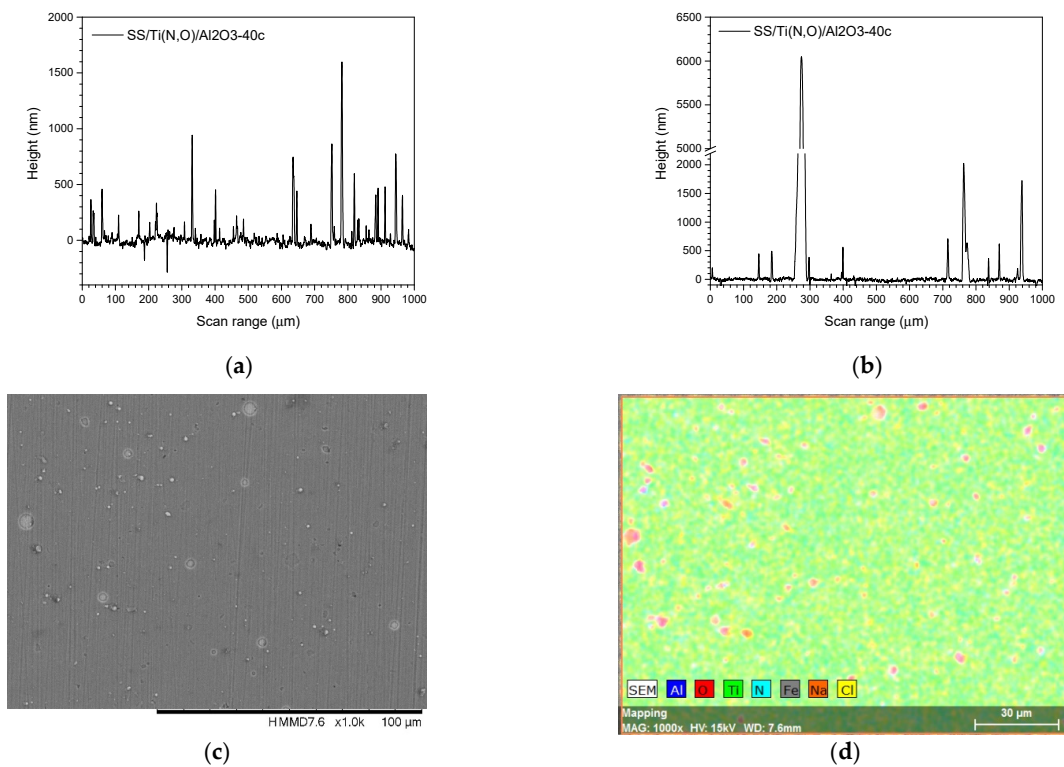 SS/Ti(N,O)/Al2O3-40c
Height (nm)
2000
1500
1000
500
0
0 100 200 300 400 500 600 700 800 900 1000
Scan range (μm)
(a)
SS/Ti(N,O)/Al2O3-40c
Height (nm)
6500
6000
5500
5000
2000
1500
1000
500
0
0 100 200 300 400 500 600 700 800 900 1000
Scan range (μm)
(b)
HMMD7.6 x1.0k 100 μm
(c)
SEM Al O Ti N Fe Na Cl
Mapping
MAG: 1000x HV: 15kV WD: 7.6mm
30 μm
(d)